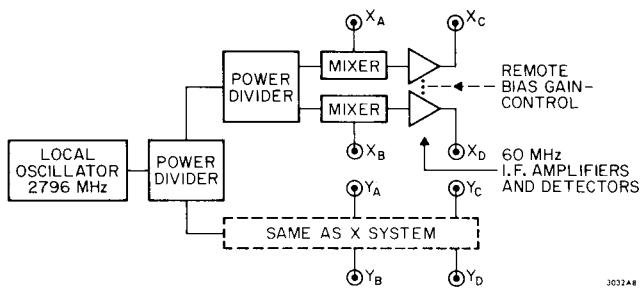 X_A
X_C
MIXER
POWER
DIVIDER
REMOTE
BIAS GAIN-
CONTROL
MIXER
LOCAL
OSCILLATOR
2796 MHz
POWER
DIVIDER
X_B
X_D
60 MHz
I.F. AMPLIFIERS
AND DETECTORS
Y_A
Y_C
SAME AS X SYSTEM
Y_B
Y_D
3032A8